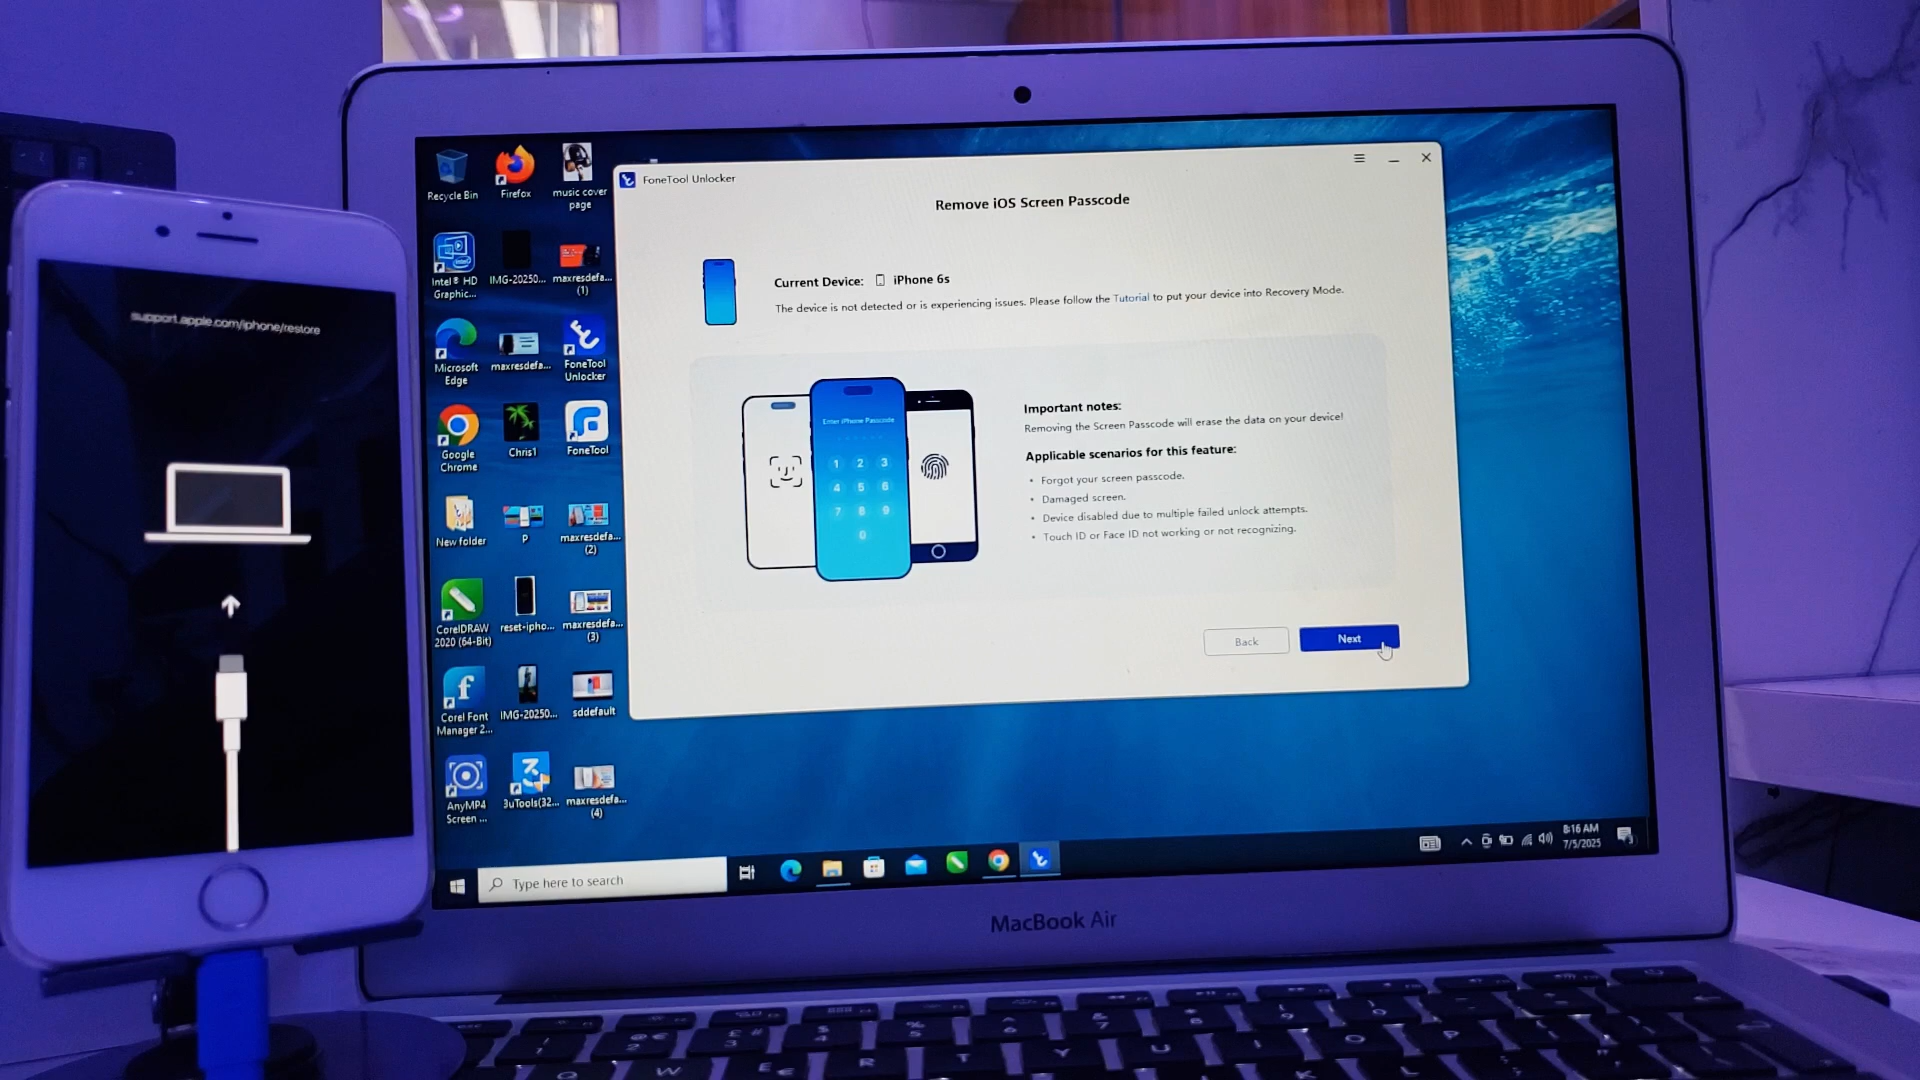 support.apple.com/iphone/restore
Recycle Bin
Firefox
music cover
page
Intel® HD
Graphic...
IMG-20250...
maxresdefa...
(1)
Microsoft
Edge
maxresdefa...
FoneTool
Unlocker
Google
Chrome
Chris1
FoneTool
New folder
P
maxresdefa...
(2)
CorelDRAW
2020 (64-Bit)
reset-ipho...
maxresdefa...
(3)
Corel Font
Manager 2...
IMG-20250...
sddefault
AnyMP4
Screen ...
3uTools(32...
maxresdefa...
(4)
FoneTool Unlocker
Remove iOS Screen Passcode
Current Device: iPhone 6s
The device is not detected or is experiencing issues. Please follow the Tutorial to put your device into Recovery Mode.
Enter iPhone Passcode
1 2 3
4 5 6
7 8 9
0
Important notes:
Removing the Screen Passcode will erase the data on your device!
Applicable scenarios for this feature:
• Forgot your screen passcode.
• Damaged screen.
• Device disabled due to multiple failed unlock attempts.
• Touch ID or Face ID not working or not recognizing.
Back
Next
Type here to search
8:16 AM
7/5/2025
MacBook Air